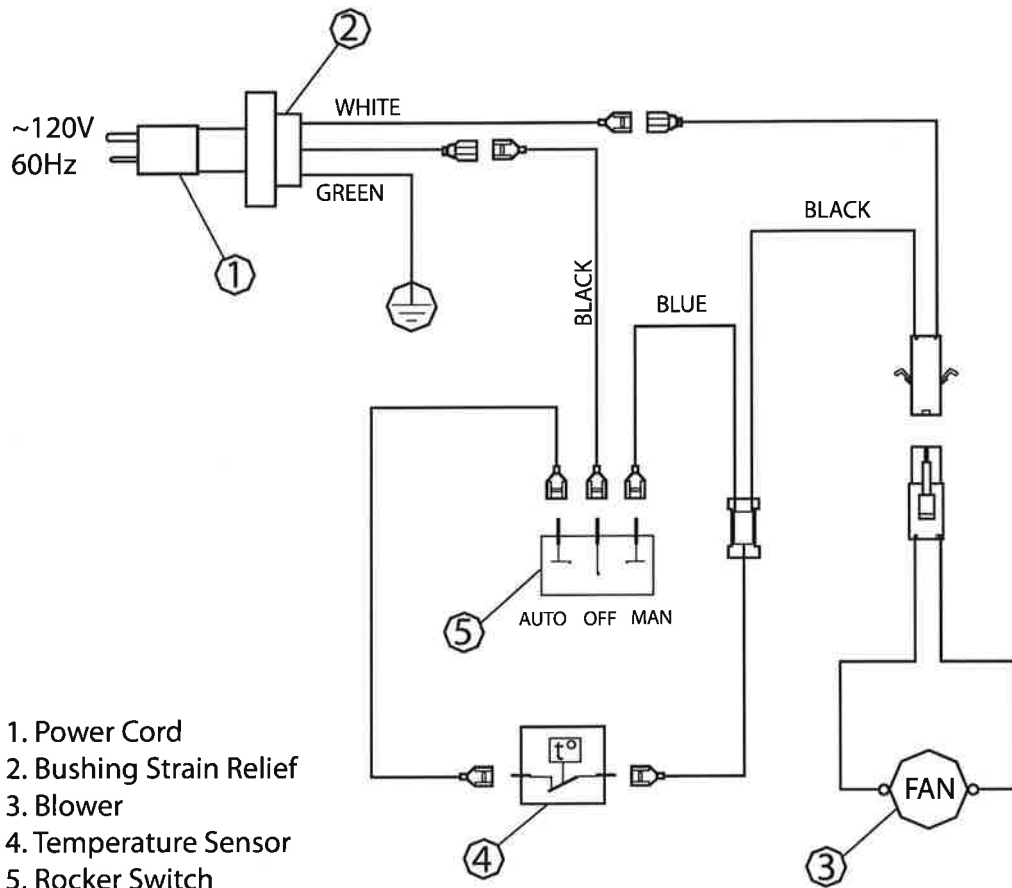 2
~120V
60Hz
WHITE
GREEN
1
BLACK
BLACK
BLUE
5
AUTO OFF MAN
t°
4
FAN
3
1. Power Cord
2. Bushing Strain Relief
3. Blower
4. Temperature Sensor
5. Rocker Switch